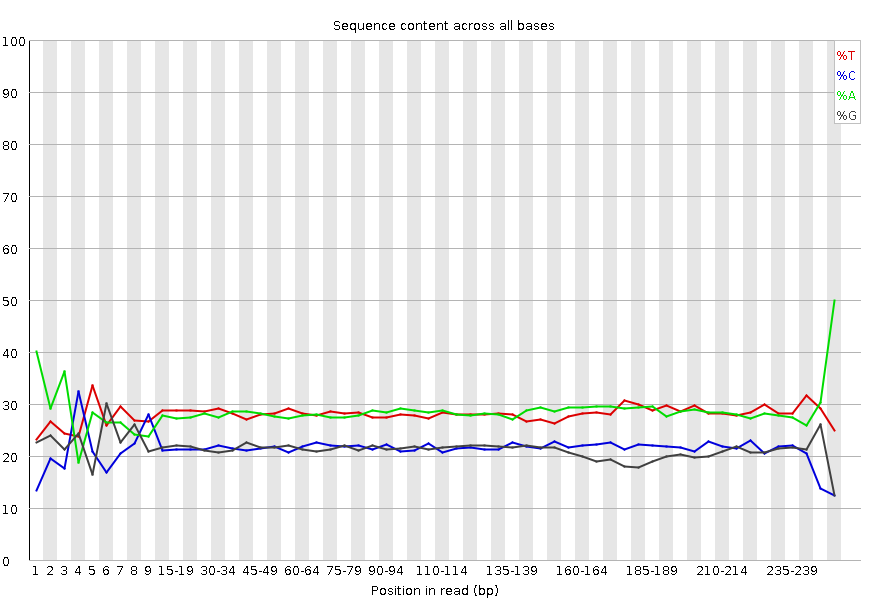 Sequence content across all bases
100
90
80
70
60
50
40
30
20
10
0
%T
%C
%A
%G
1 2 3 4 5 6 7 8 9 15-19 30-34 45-49 60-64 75-79 90-94 110-114 135-139 160-164 185-189 210-214 235-239
Position in read (bp)